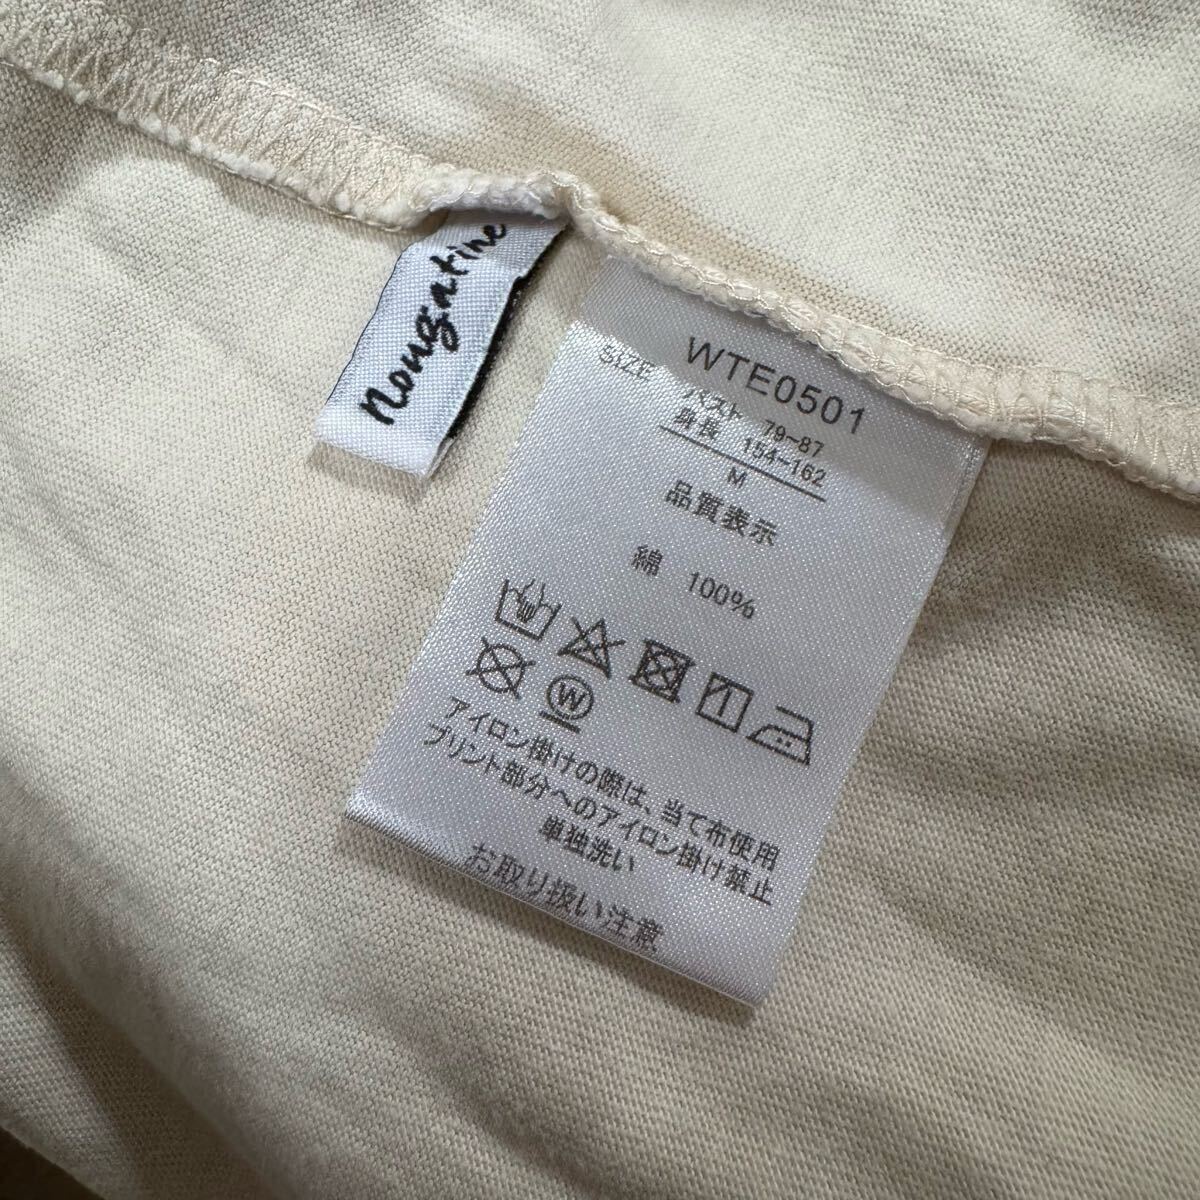 nougatine
WTE0501
SIZE
バスト 79~87
身長 154~162
M
品質表示
綿 100%
W
アイロン掛けの際は、当て布使用
プリント部分へのアイロン掛け禁止
単独洗い
お取り扱い注意